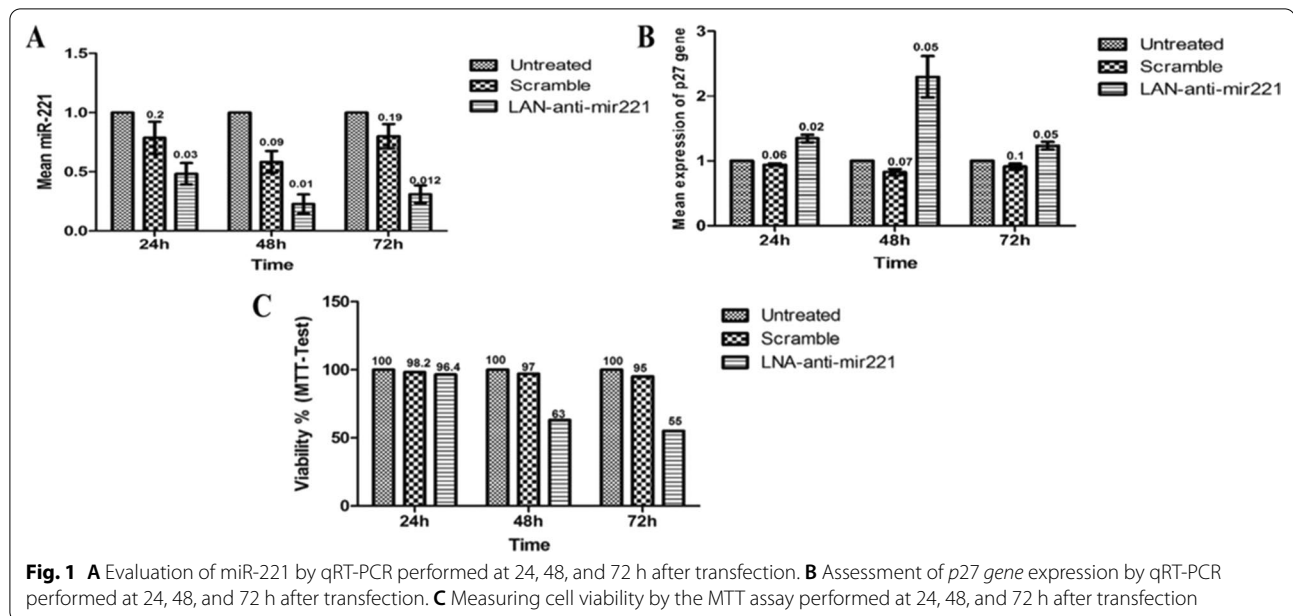 A
Mean miR-221
1.5
1.0
0.5
0.0
0.2
0.03
0.09
0.01
0.19
0.012
24h 48h 72h
Time
Untreated
Scramble
LAN-anti-mir221
B
Mean expression of p27 gene
3
2
1
0
0.06
0.02
0.07
0.05
0.1
0.05
24h 48h 72h
Time
Untreated
Scramble
LAN-anti-mir221
C
Viability % (MTT-Test)
150
100
50
0
100 98.2 96.4
100 97 63
100 95 55
24h 48h 72h
Time
Untreated
Scramble
LNA-anti-mir221
Fig. 1 A Evaluation of miR-221 by qRT-PCR performed at 24, 48, and 72 h after transfection. B Assessment of p27 gene expression by qRT-PCR
performed at 24, 48, and 72 h after transfection. C Measuring cell viability by the MTT assay performed at 24, 48, and 72 h after transfection